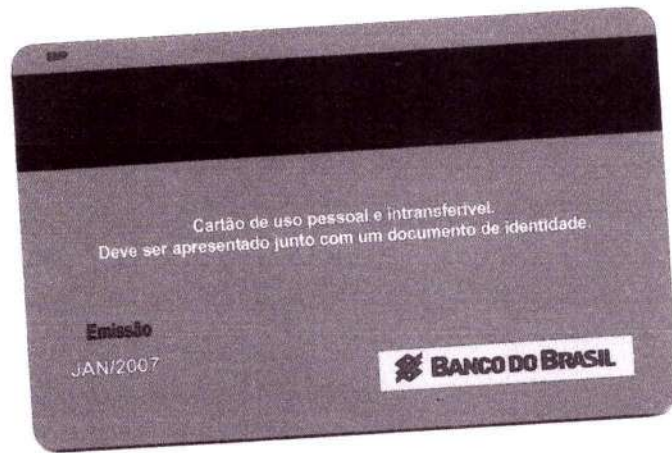 Cartão de uso pessoal e intransferível.
Deve ser apresentado junto com um documento de identidade.
Emissão
JAN/2007
BANCO DO BRASIL